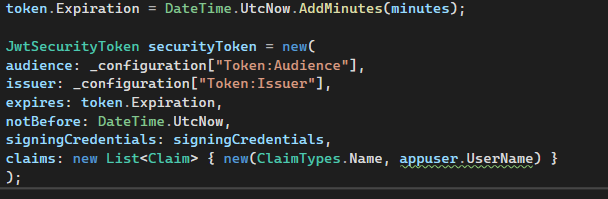 token.Expiration = DateTime.UtcNow.AddMinutes(minutes);
JwtSecurityToken securityToken = new(
audience: _configuration["Token:Audience"],
issuer: _configuration["Token:Issuer"],
expires: token.Expiration,
notBefore: DateTime.UtcNow,
signingCredentials: signingCredentials,
claims: new List<Claim> { new(ClaimTypes.Name, appuser.UserName) }
);